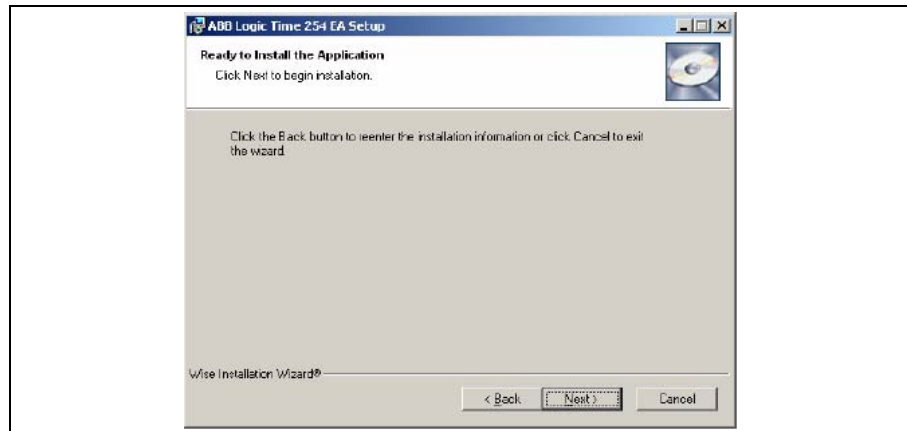 ABB Logic Time 254 EA Setup
Ready to Install the Application
Click Next to begin installation.
Click the Back button to reenter the installation information or click Cancel to exit
the wizard.
Wise Installation Wizard®
< Back
Next >
Cancel